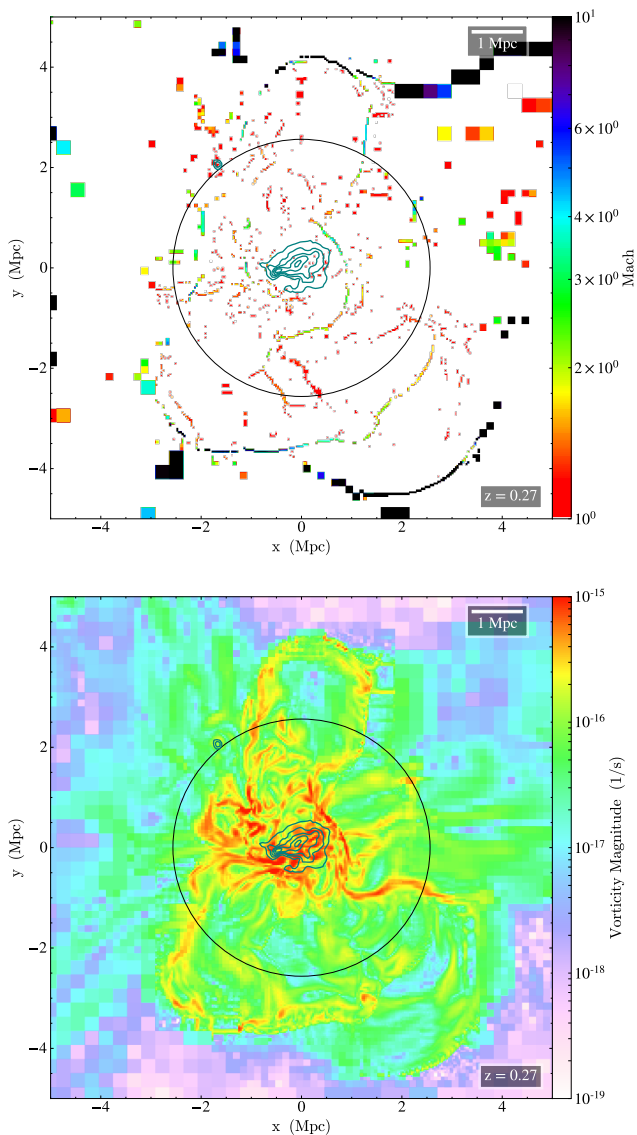 10¹
1 Mpc
4
6 × 10⁰
2
4 × 10⁰
y (Mpc)
0
3 × 10⁰
Mach
−2
2 × 10⁰
−4
z = 0.27
10⁰
−4 −2 0 2 4
x (Mpc)
10-15
1 Mpc
4
10-16
2
y (Mpc)
0
10-17
Vorticity Magnitude (1/s)
−2
10-18
−4
z = 0.27
10-19
−4 −2 0 2 4
x (Mpc)